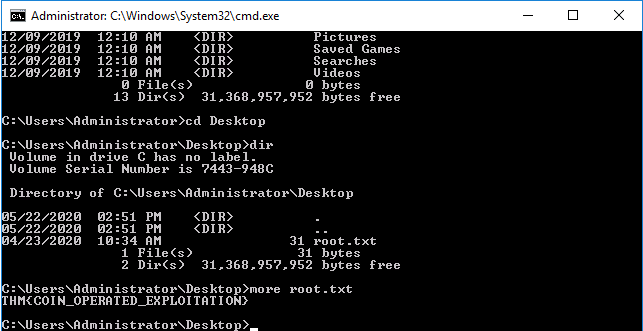 Administrator: C:\Windows\System32\cmd.exe
12/09/2019  12:10 AM    <DIR>          Pictures
12/09/2019  12:10 AM    <DIR>          Saved Games
12/09/2019  12:10 AM    <DIR>          Searches
12/09/2019  12:10 AM    <DIR>          Videos
               0 File(s)              0 bytes
              13 Dir(s)  31,368,957,952 bytes free
C:\Users\Administrator>cd Desktop
C:\Users\Administrator\Desktop>dir
 Volume in drive C has no label.
 Volume Serial Number is 7443-948C
 Directory of C:\Users\Administrator\Desktop
05/22/2020  02:51 PM    <DIR>          .
05/22/2020  02:51 PM    <DIR>          ..
04/23/2020  10:34 AM                31 root.txt
               1 File(s)             31 bytes
               2 Dir(s)  31,368,957,952 bytes free
C:\Users\Administrator\Desktop>more root.txt
THM{COIN_OPERATED_EXPLOITATION}
C:\Users\Administrator\Desktop>